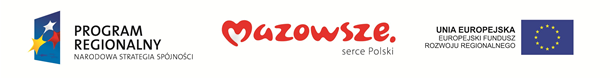 PROGRAM
REGIONALNY
NARODOWA STRATEGIA SPÓJNOŚCI
mazowsze.
serce Polski
UNIA EUROPEJSKA
EUROPEJSKI FUNDUSZ
ROZWOJU REGIONALNEGO